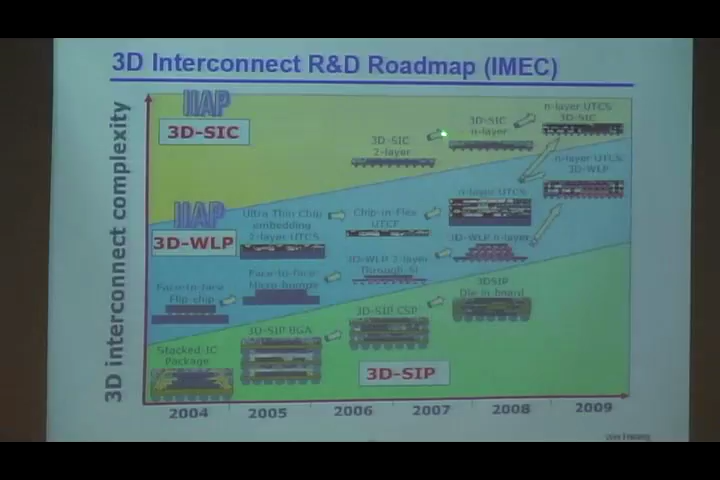 3D Interconnect R&D Roadmap (IMEC)
3D interconnect complexity
IIAP
3D-SIC
3D-SIC
2-layer
3D-SIC
n-layer
n-layer UTCS
3D-SIC
IIAP
3D-WLP
Ultra Thin Chip
embedding
2-layer UTCS
Chip-in-Flex
UTCF
n-layer UTCS
n-layer UTCS
3D-WLP
Face-to-face
Flip-chip
Face-to-face
Micro-bumps
3D-WLP 2-layer
Through-Si
3D-WLP n-layer
Stacked-IC
Package
3D-SIP BGA
3D-SIP CSP
3DSIP
Die in board
3D-SIP
2004
2005
2006
2007
2008
2009